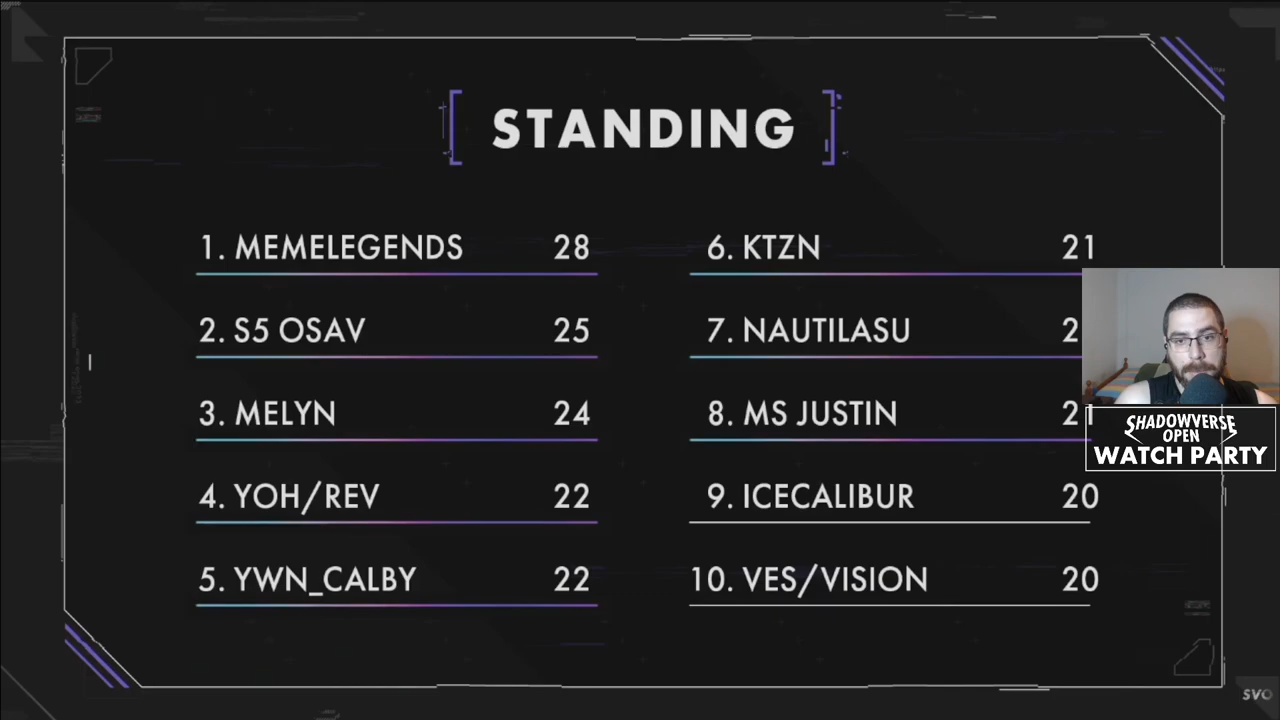 STANDING
1. MEMELEGENDS 28
2. S5 OSAV 25
3. MELYN 24
4. YOH/REV 22
5. YWN_CALBY 22
6. KTZN 21
7. NAUTILASU 2
8. MS JUSTIN 21
9. ICECALIBUR 20
10. VES/VISION 20
SHADOWVERSE
OPEN
WATCH PARTY
SVO